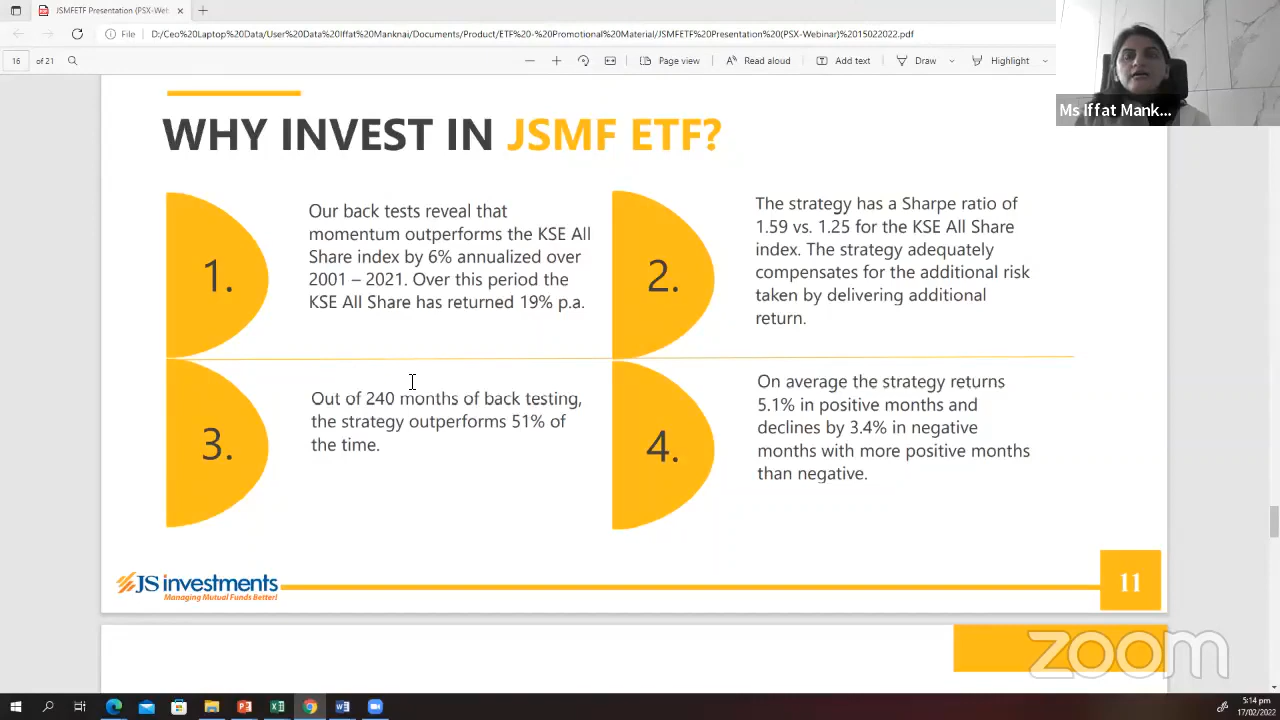 JSMFETF Presentation (PSX-Web
File
D:/Ceo%20Laptop%20Data/User%20Data%20Iffat%20Manknai/Documents/Product/ETF%20-%20Promotional%20Material/JSMFETF%20Presentation%20(PSX-Webinar)%2015022022.pdf
16 of 21
Page view
Read aloud
Add text
Draw
Highlight
Ms Iffat Mank...
WHY INVEST IN JSMF ETF?
1.
Our back tests reveal that
momentum outperforms the KSE All
Share index by 6% annualized over
2001 – 2021. Over this period the
KSE All Share has returned 19% p.a.
2.
The strategy has a Sharpe ratio of
1.59 vs. 1.25 for the KSE All Share
index. The strategy adequately
compensates for the additional risk
taken by delivering additional
return.
3.
Out of 240 months of back testing,
the strategy outperforms 51% of
the time.
4.
On average the strategy returns
5.1% in positive months and
declines by 3.4% in negative
months with more positive months
than negative.
JS investments
Managing Mutual Funds Better!
11
zoom
5:14 pm
17/02/2022